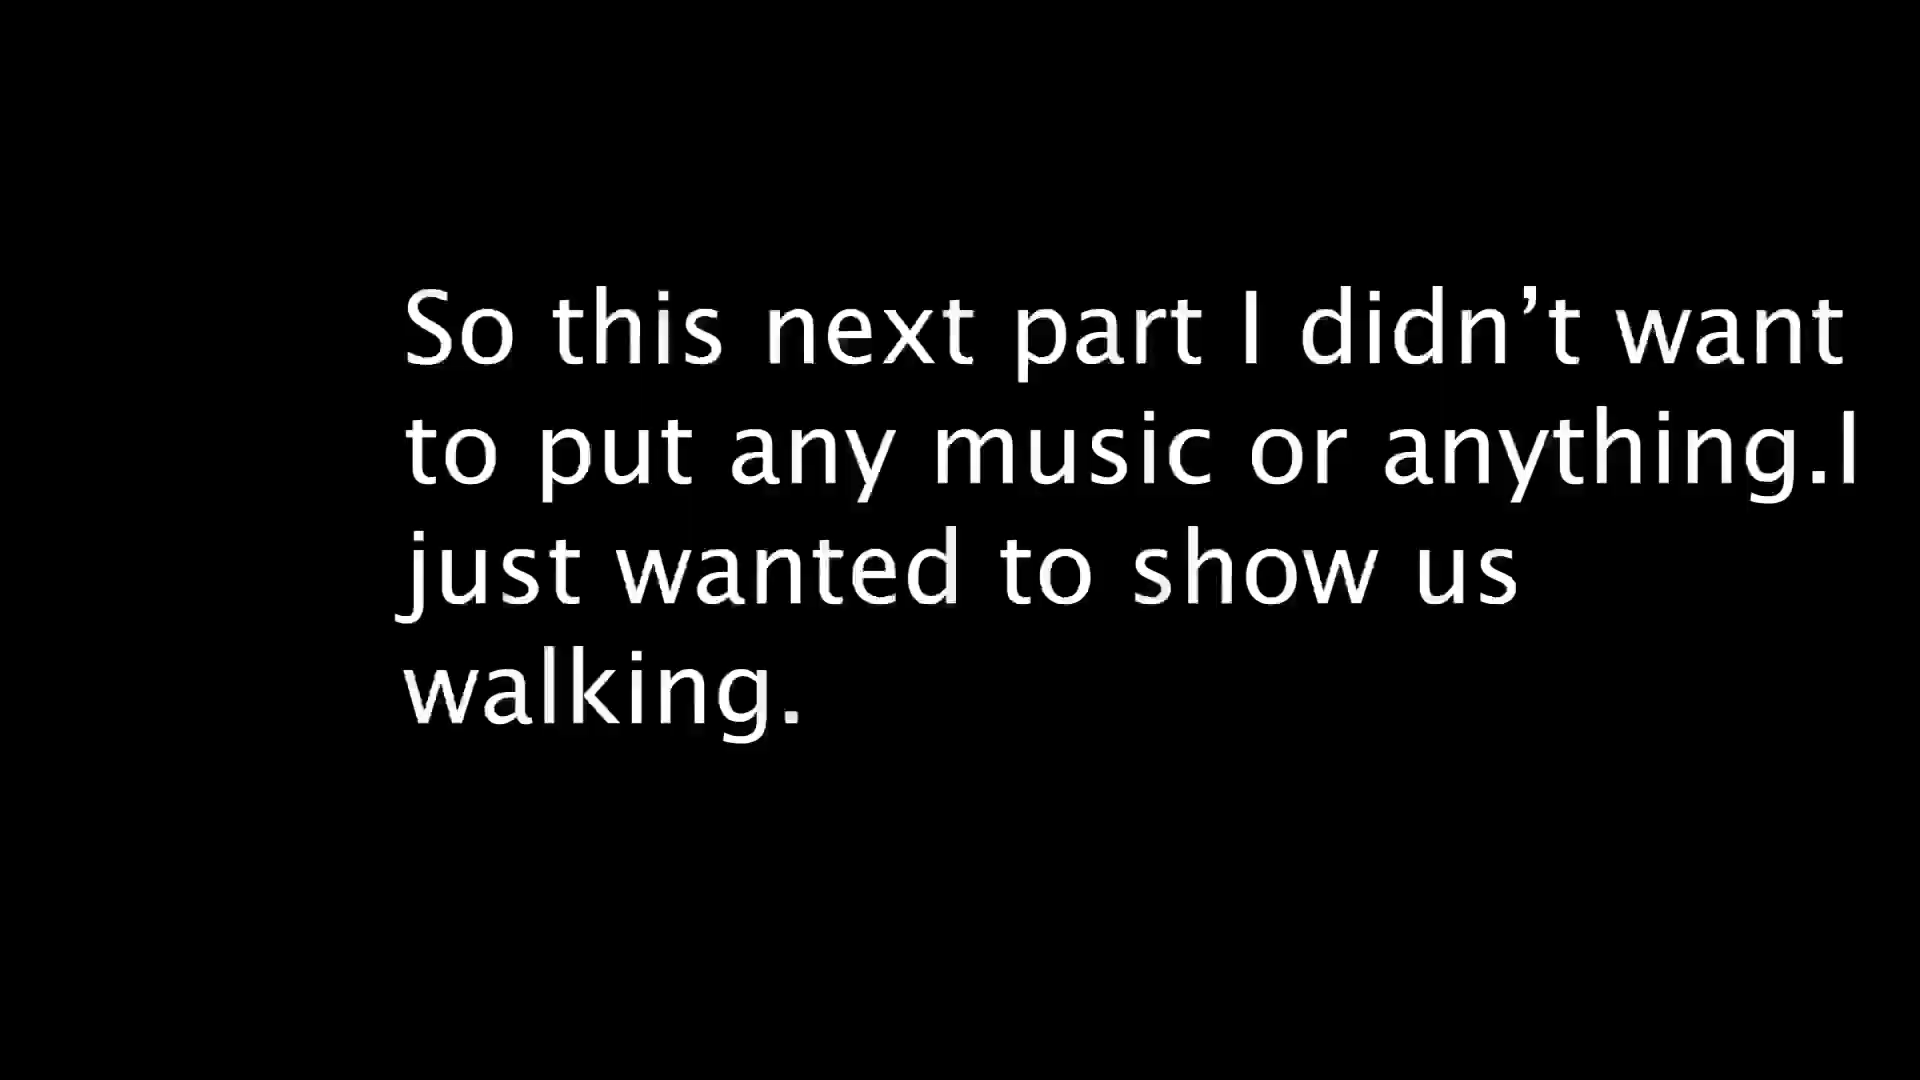 So this next part I didn’t want
to put any music or anything.I
just wanted to show us
walking.